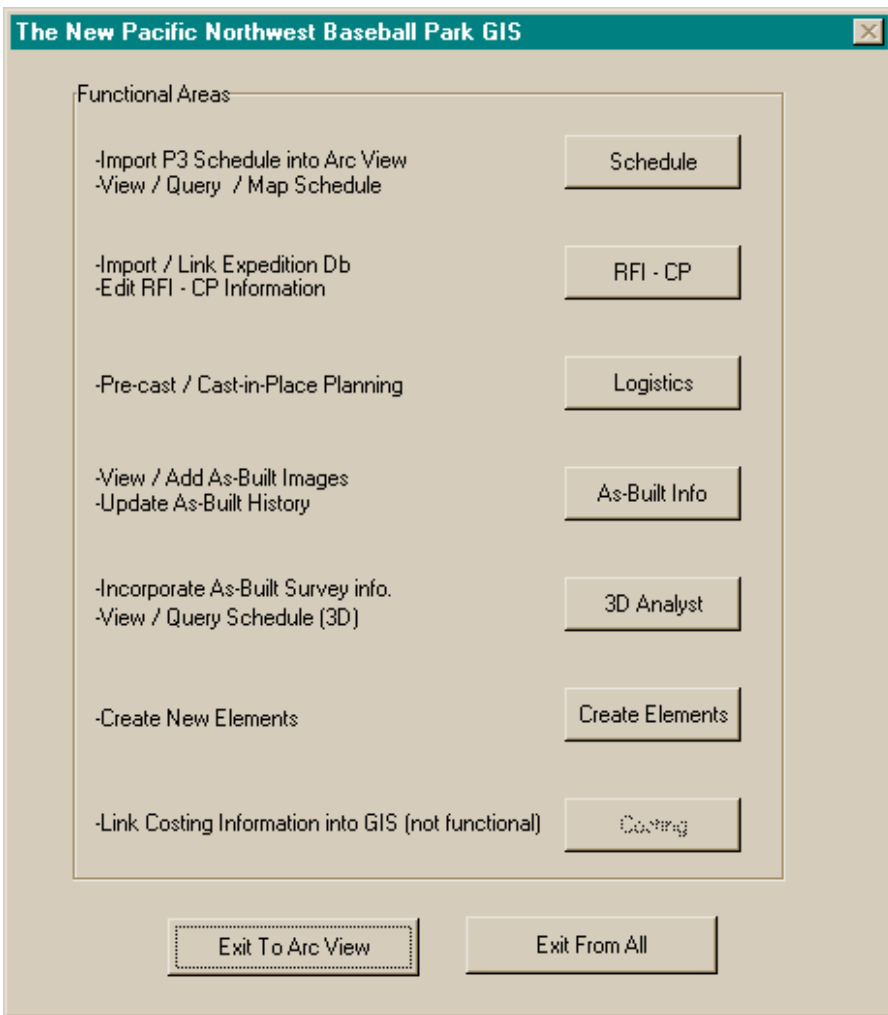 The New Pacific Northwest Baseball Park GIS
Functional Areas
-Import P3 Schedule into Arc View
-View / Query / Map Schedule
Schedule
-Import / Link Expedition Db
-Edit RFI - CP Information
RFI - CP
-Pre-cast / Cast-in-Place Planning
Logistics
-View / Add As-Built Images
-Update As-Built History
As-Built Info
-Incorporate As-Built Survey info.
-View / Query Schedule (3D)
3D Analyst
-Create New Elements
Create Elements
-Link Costing Information into GIS (not functional)
Costing
Exit To Arc View
Exit From All